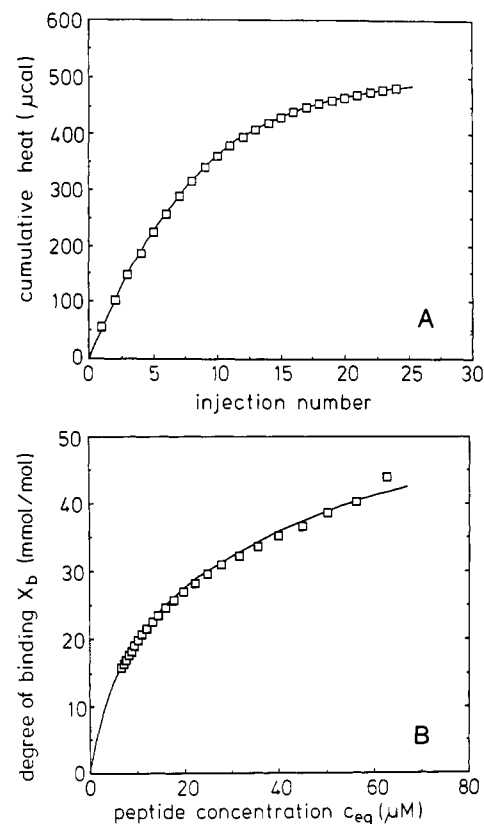 600
500
400
300
200
100
0
0 5 10 15 20 25 30
cumulative heat (μcal)
injection number
A
50
40
30
20
10
0
0 20 40 60 80
degree of binding Xb (mmol/mol)
peptide concentration ceq (μM)
B